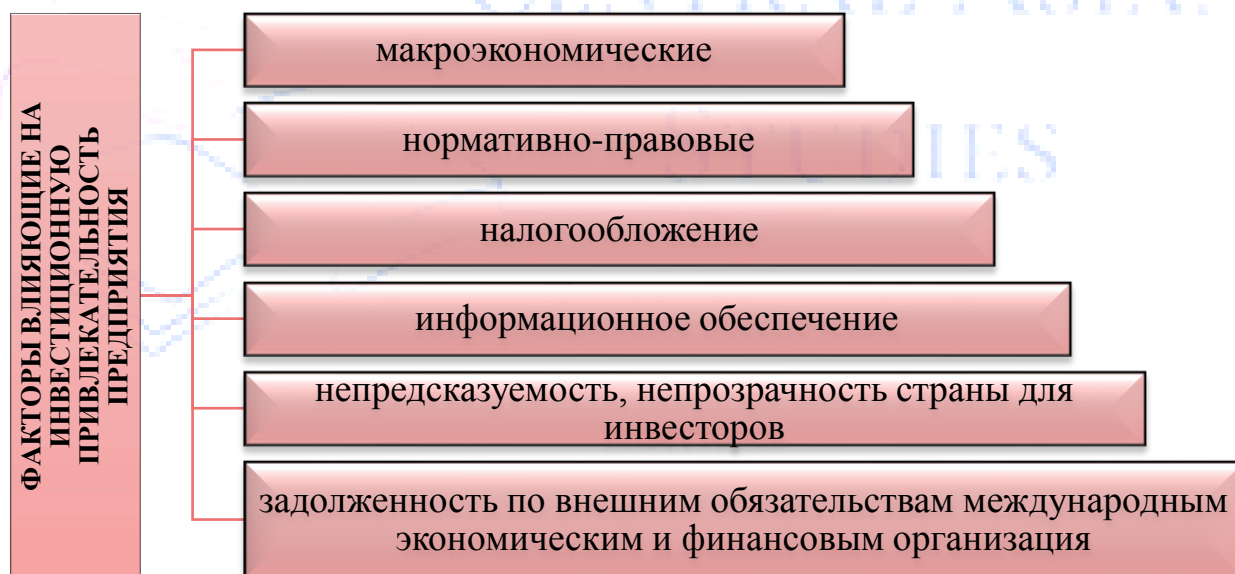 ФАКТОРЫ ВЛИЯЮЩИЕ НА
ИНВЕСТИЦИОННУЮ
ПРИВЛЕКАТЕЛЬНОСТЬ
ПРЕДПРИЯТИЯ
макроэкономические
нормативно-правовые
налогообложение
информационное обеспечение
непредсказуемость, непрозрачность страны для
инвесторов
задолженность по внешним обязательствам международным
экономическим и финансовым организация